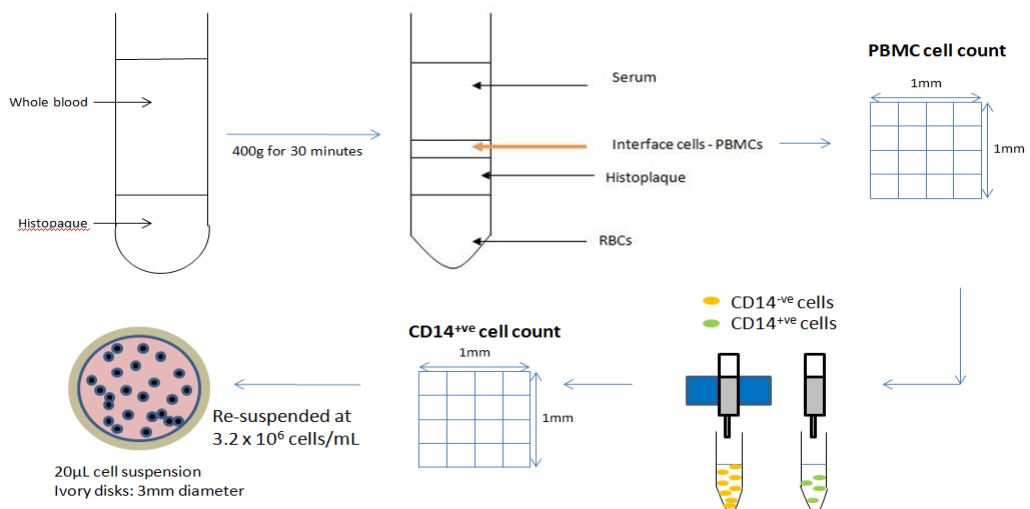 Whole blood
Histopaque
400g for 30 minutes
Serum
Interface cells - PBMCs
Histoplaque
RBCs
PBMC cell count
1mm
1mm
CD14-ve cells
CD14+ve cells
CD14+ve cell count
1mm
1mm
Re-suspended at
3.2 x 10⁶ cells/mL
20µL cell suspension
Ivory disks: 3mm diameter